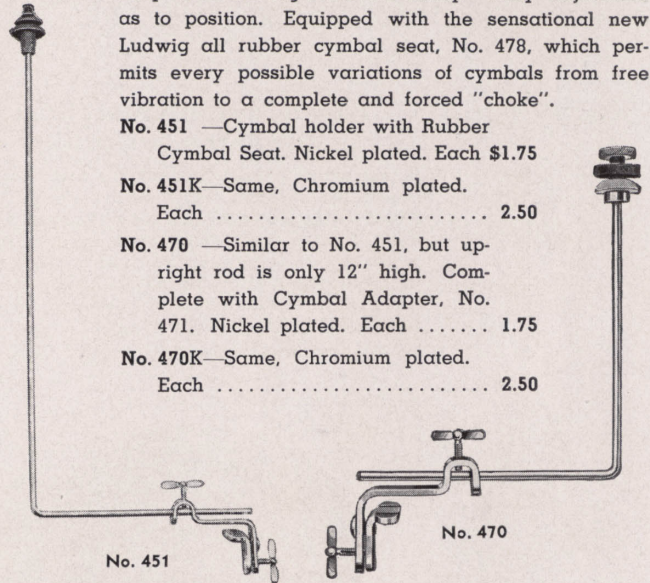 as to position. Equipped with the sensational new
Ludwig all rubber cymbal seat, No. 478, which per-
mits every possible variations of cymbals from free
vibration to a complete and forced "choke".
No. 451 —Cymbal holder with Rubber
Cymbal Seat. Nickel plated. Each $1.75
No. 451K—Same, Chromium plated.
Each .......................... 2.50
No. 470 —Similar to No. 451, but up-
right rod is only 12" high. Com-
plete with Cymbal Adapter, No.
471. Nickel plated. Each ....... 1.75
No. 470K—Same, Chromium plated.
Each .......................... 2.50
No. 470
No. 451